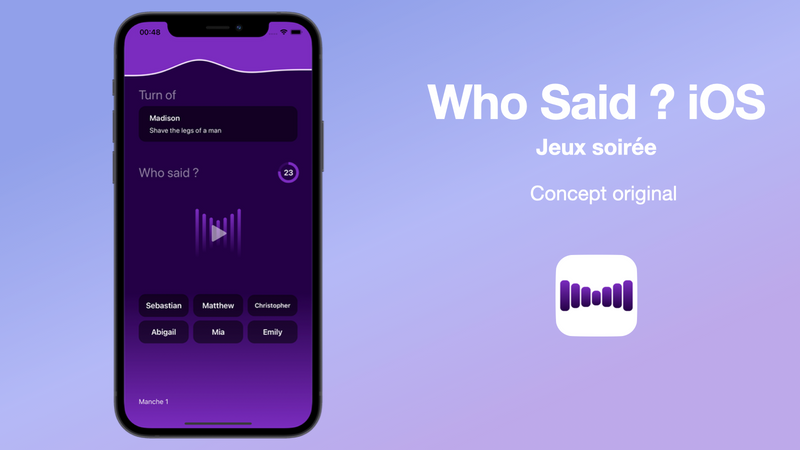 00:48
Turn of
Madison
Shave the legs of a man
Who said ?
23
Sebastian
Matthew
Christopher
Abigail
Mia
Emily
Manche 1
Who Said ? iOS
Jeux soirée
Concept original